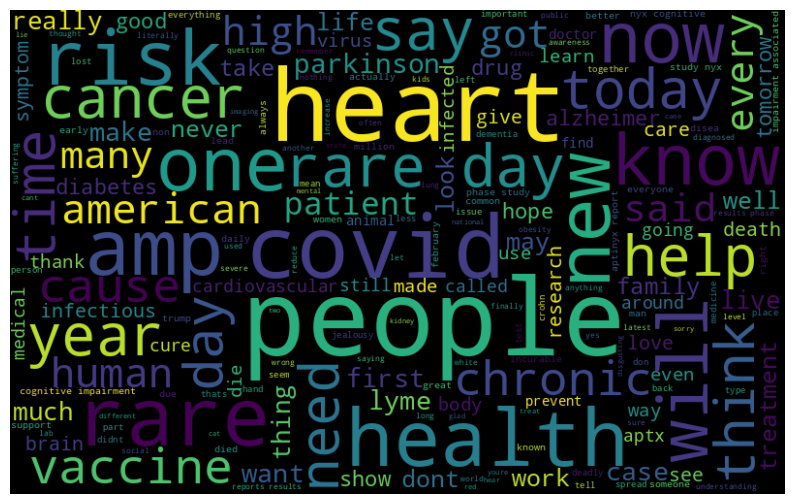 really
good
high
life
say
got
now
everything
important
public
better
nyx cognitive
risk
virus
doctor
take
parkinson
drug
learn
today
every
tomorrow
symptom
cancer
heart
infected
give
together
study nyx
make
never
always
alzheimer
care
many
one
rare day
look
find
know
time
diabetes
american
patient
phase study
hope
new
said
well
going
death
amp
covid
use
may
help
thank
cause
cardiovascular
still
made
called
research
family
around
live
medical
infectious
year
day
people
human
cure
love
treatment
cognitive impairment
die
first
chronic
will
think
even
much
rare
need
thing
lyme
body
prevent
way
brain
health
aptx
vaccine
want
show
dont
work
case
see
reports results
died
support
different
part
didnt
social
lab
trump
jealousy
kidney
incurable
crohn
obesity
dementia
animal
women
issue
common
million
mental
severe
daily
used
reduce
february
national
aptinyx report
results phase
impairment associated
everyone
diagnosed
awareness
question
literally
thought
lost
lie
early
suffering
cant
person
actually
nothing
imaging
increase
often
another
kids
left
lead
non
mean
less
let
anything
finally
two
saying
wrong
seem
white
hand
great
long
treat
known
glad
cat
due
thats
deadly
tell
spread
someone
understanding
sure
type
back
don
man
latest
sorry
place
level
medicine
right
yes
red
world
hear
youre